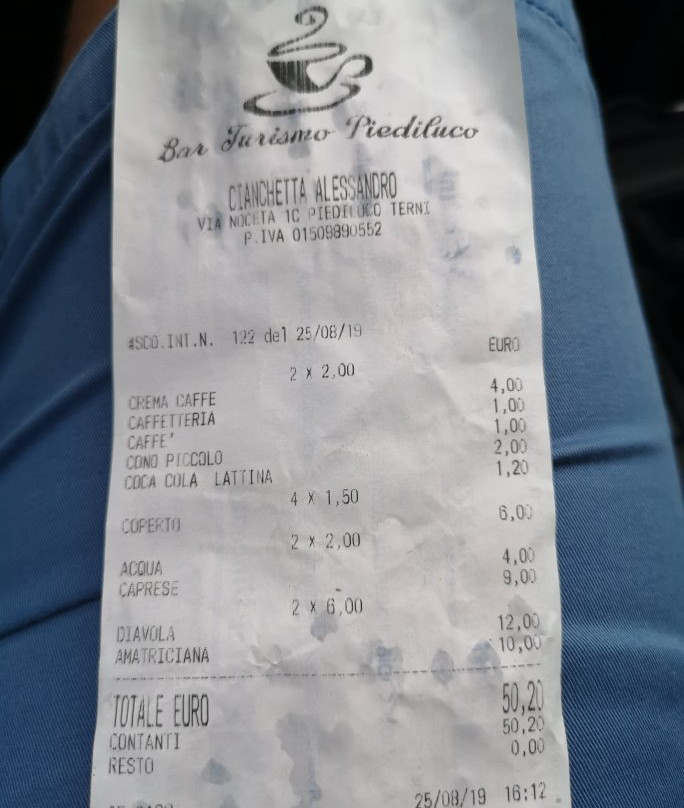 Bar Turismo Piediluco
CIANCHETTA ALESSANDRO
VIA NOCETA 1C PIEDILUCO TERNI
P.IVA 01509890552
#SCO.INT.N. 122 del 25/08/19
EURO
2 x 2,00
CREMA CAFFE 4,00
CAFFETTERIA 1,00
CAFFE' 1,00
CONO PICCOLO 2,00
COCA COLA LATTINA 1,20
4 x 1,50
COPERTO 6,00
2 x 2,00
ACQUA 4,00
CAPRESE 9,00
2 x 6,00
DIAVOLA 12,00
AMATRICIANA 10,00
TOTALE EURO 50,20
CONTANTI 50,20
RESTO 0,00
25/08/19 16:12